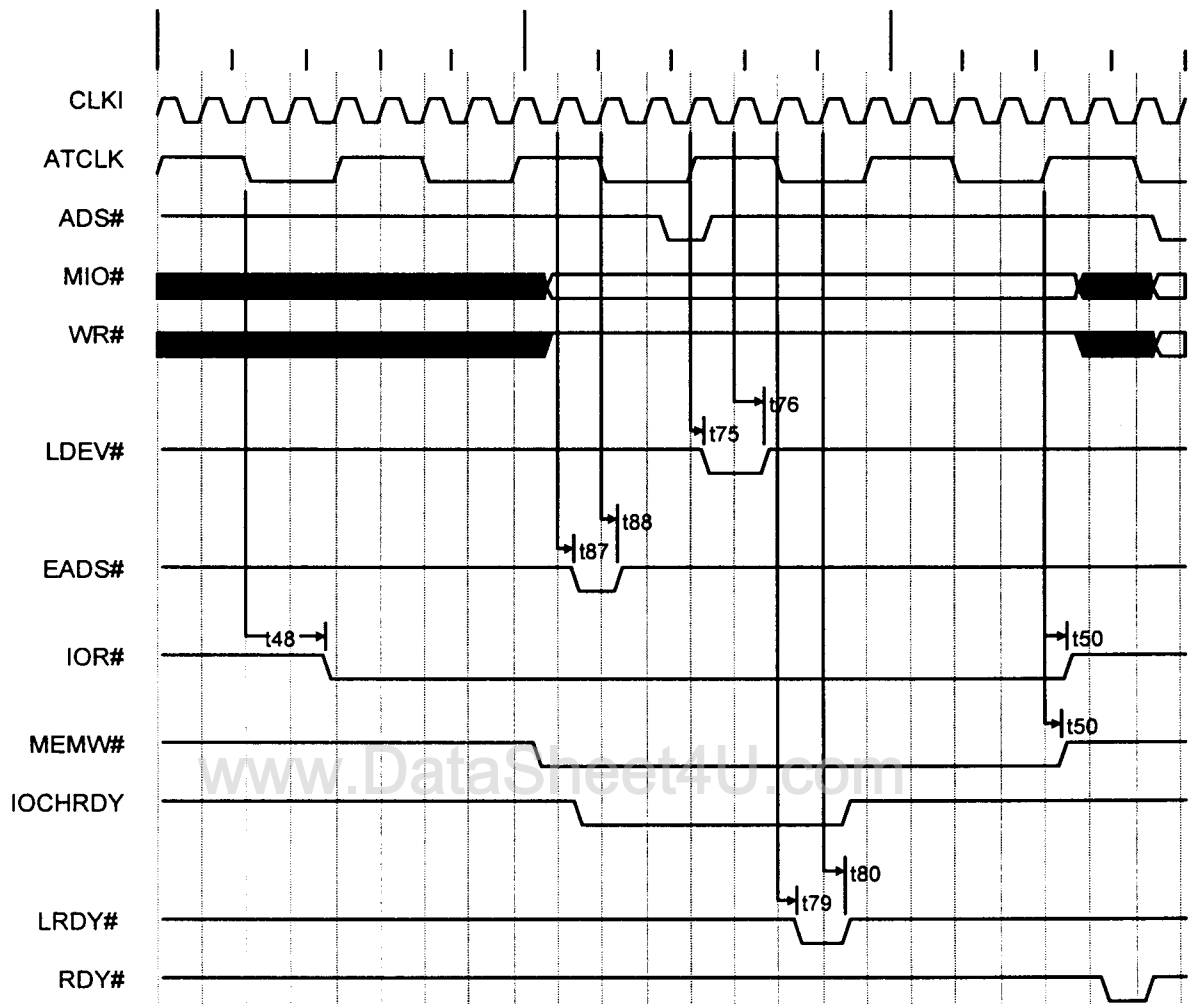 CLKI
ATCLK
ADS#
MIO#
WR#
t76
t75
LDEV#
t88
t87
EADS#
t48
t50
IOR#
t50
MEMW#
www.DataSheet4U.com
IOCHRDY
t80
t79
LRDY#
RDY#